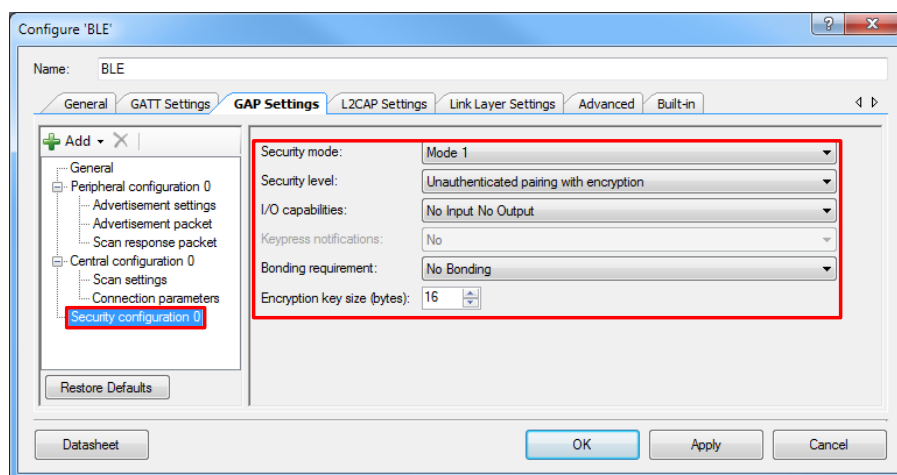 Configure 'BLE'
Name: BLE
General GATT Settings GAP Settings L2CAP Settings Link Layer Settings Advanced Built-in
Add
General
Peripheral configuration 0
Advertisement settings
Advertisement packet
Scan response packet
Central configuration 0
Scan settings
Connection parameters
Security configuration 0
Restore Defaults
Security mode: Mode 1
Security level: Unauthenticated pairing with encryption
I/O capabilities: No Input No Output
Keypress notifications: No
Bonding requirement: No Bonding
Encryption key size (bytes): 16
Datasheet OK Apply Cancel